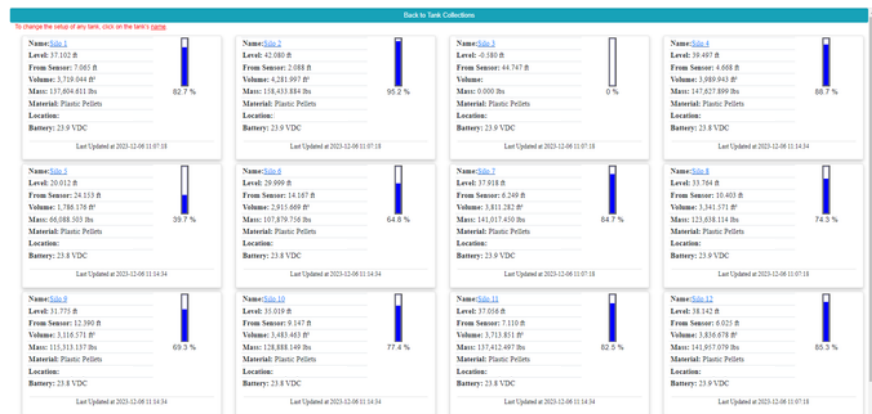 Back to Tank Collections
To change the setup of any tank, click on the tank's name.
Name:Silo 1
Level: 37.102 ft
From Sensor: 7.065 ft
Volume: 3,719.044 ft³
Mass: 137,604.611 lbs
Material: Plastic Pellets
Location:
Battery: 23.9 VDC
82.7 %
Last Updated at 2023-12-06 11:07:18
Name:Silo 2
Level: 42.080 ft
From Sensor: 2.088 ft
Volume: 4,281.997 ft³
Mass: 158,433.884 lbs
Material: Plastic Pellets
Location:
Battery: 23.9 VDC
95.2 %
Last Updated at 2023-12-06 11:07:18
Name:Silo 3
Level: -0.580 ft
From Sensor: 44.747 ft
Volume:
Mass: 0.000 lbs
Material: Plastic Pellets
Location:
Battery: 23.9 VDC
0 %
Last Updated at 2023-12-06 11:07:18
Name:Silo 4
Level: 39.497 ft
From Sensor: 4.668 ft
Volume: 3,989.943 ft³
Mass: 147,627.899 lbs
Material: Plastic Pellets
Location:
Battery: 23.8 VDC
88.7 %
Last Updated at 2023-12-06 11:14:34
Name:Silo 5
Level: 20.012 ft
From Sensor: 24.153 ft
Volume: 1,786.176 ft³
Mass: 66,088.503 lbs
Material: Plastic Pellets
Location:
Battery: 23.8 VDC
39.7 %
Last Updated at 2023-12-06 11:14:34
Name:Silo 6
Level: 29.999 ft
From Sensor: 14.167 ft
Volume: 2,915.669 ft³
Mass: 107,879.756 lbs
Material: Plastic Pellets
Location:
Battery: 23.8 VDC
64.8 %
Last Updated at 2023-12-06 11:14:34
Name:Silo 7
Level: 37.918 ft
From Sensor: 6.249 ft
Volume: 3,811.282 ft³
Mass: 141,017.450 lbs
Material: Plastic Pellets
Location:
Battery: 23.9 VDC
84.7 %
Last Updated at 2023-12-06 11:07:18
Name:Silo 8
Level: 33.764 ft
From Sensor: 10.403 ft
Volume: 3,341.571 ft³
Mass: 123,638.114 lbs
Material: Plastic Pellets
Location:
Battery: 23.9 VDC
74.3 %
Last Updated at 2023-12-06 11:07:18
Name:Silo 9
Level: 31.775 ft
From Sensor: 12.390 ft
Volume: 3,116.571 ft³
Mass: 115,313.137 lbs
Material: Plastic Pellets
Location:
Battery: 23.8 VDC
69.3 %
Last Updated at 2023-12-06 11:14:34
Name:Silo 10
Level: 35.019 ft
From Sensor: 9.147 ft
Volume: 3,483.463 ft³
Mass: 128,888.149 lbs
Material: Plastic Pellets
Location:
Battery: 23.8 VDC
77.4 %
Last Updated at 2023-12-06 11:14:34
Name:Silo 11
Level: 37.056 ft
From Sensor: 7.110 ft
Volume: 3,713.851 ft³
Mass: 137,412.497 lbs
Material: Plastic Pellets
Location:
Battery: 23.8 VDC
82.5 %
Last Updated at 2023-12-06 11:14:34
Name:Silo 12
Level: 38.142 ft
From Sensor: 6.025 ft
Volume: 3,836.678 ft³
Mass: 141,957.079 lbs
Material: Plastic Pellets
Location:
Battery: 23.9 VDC
85.3 %
Last Updated at 2023-12-06 11:07:18